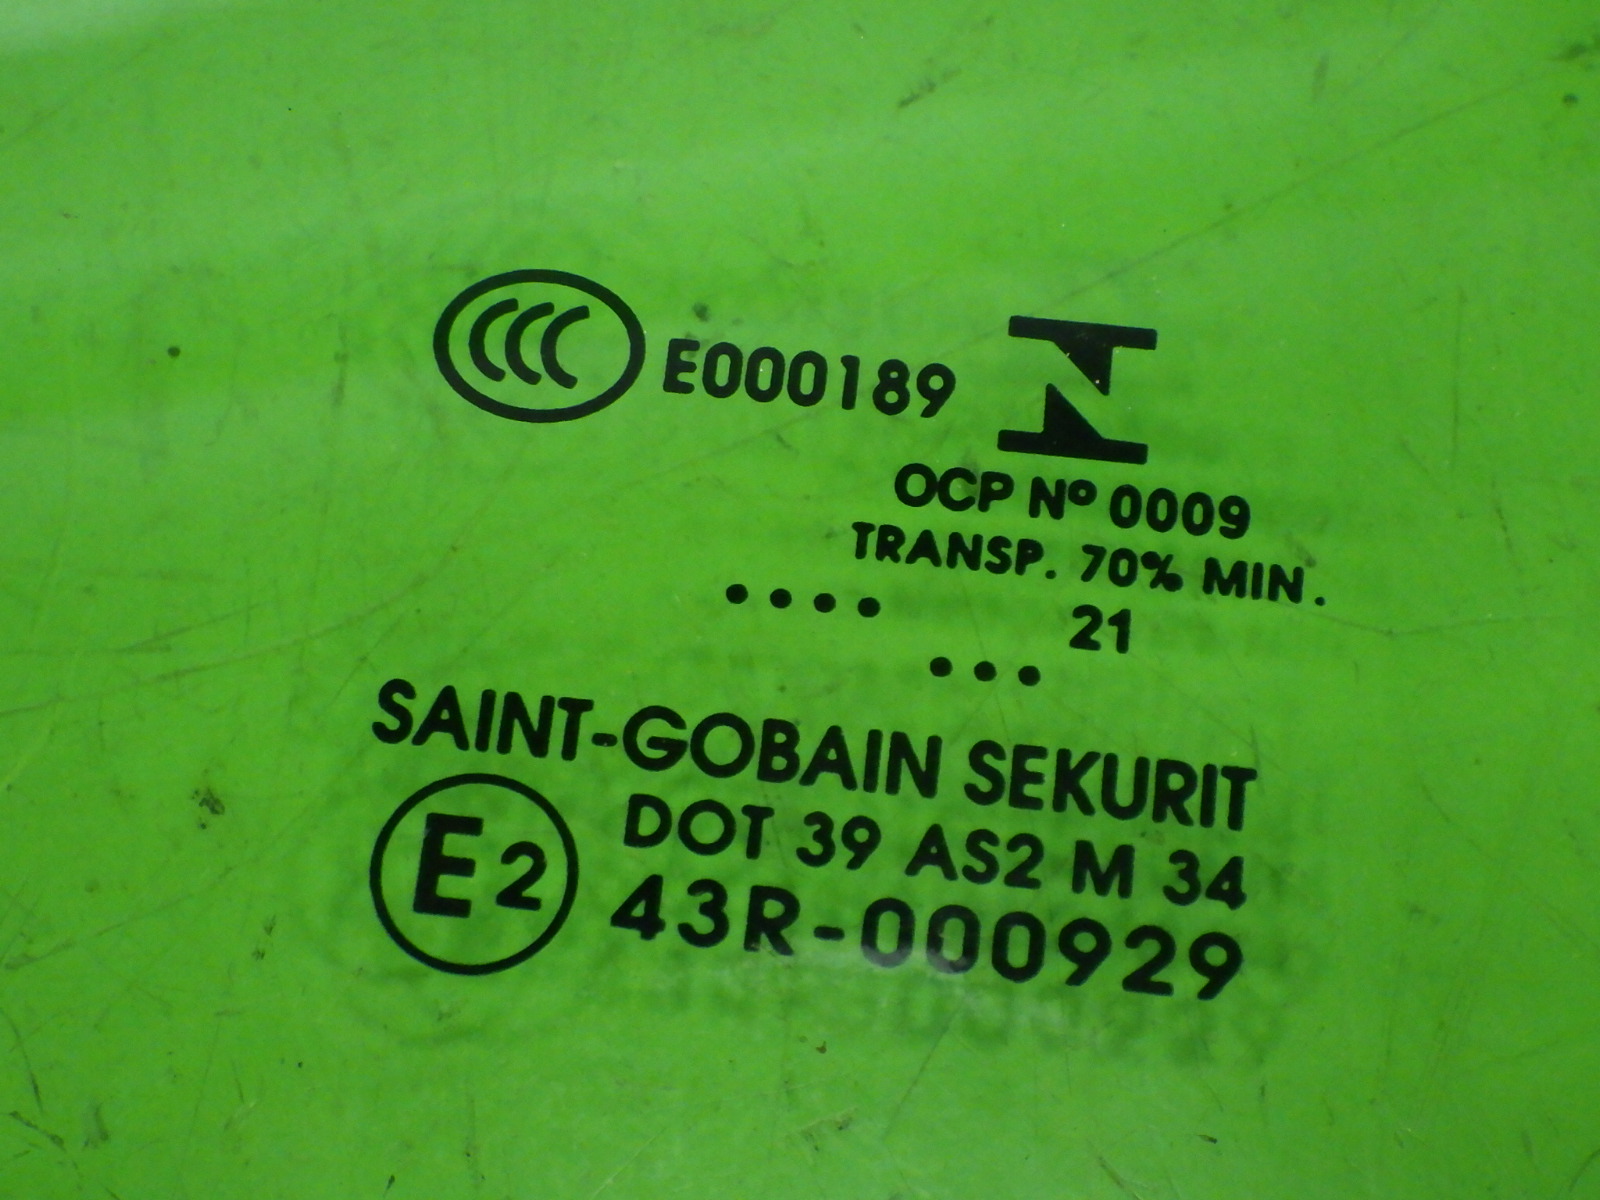 CCC E000189
OCP Nº 0009
TRANSP. 70% MIN.
.... 21
...
SAINT-GOBAIN SEKURIT
E2 DOT 39 AS2 M 34
43R-000929